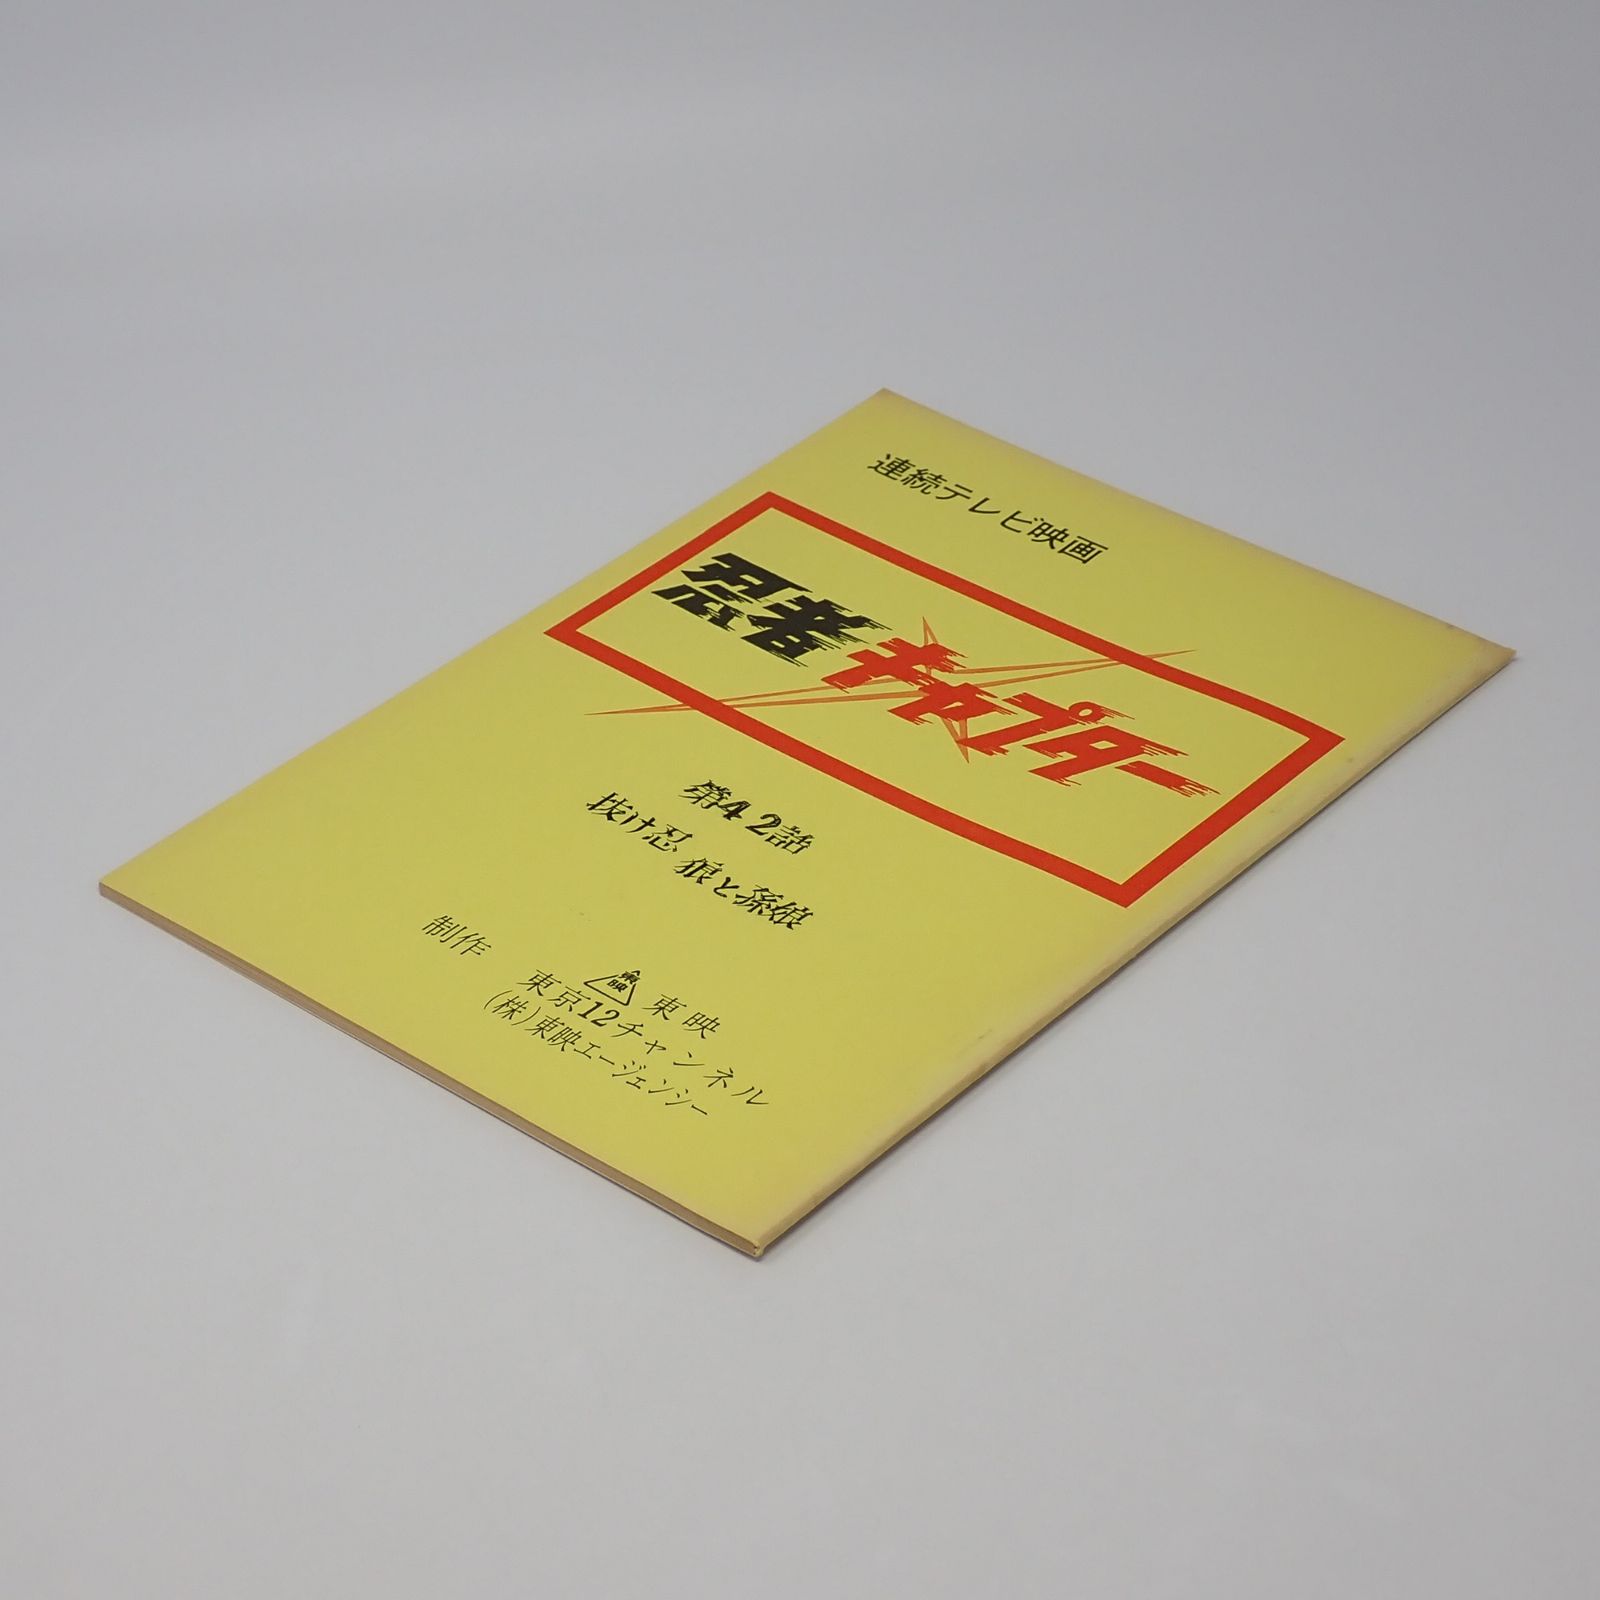 連続テレビ映画
忍者キャプター
第42話
抜け忍 狼と孫娘
制作 東映 東映
東京12チャンネル
(株)東映エージェンシー